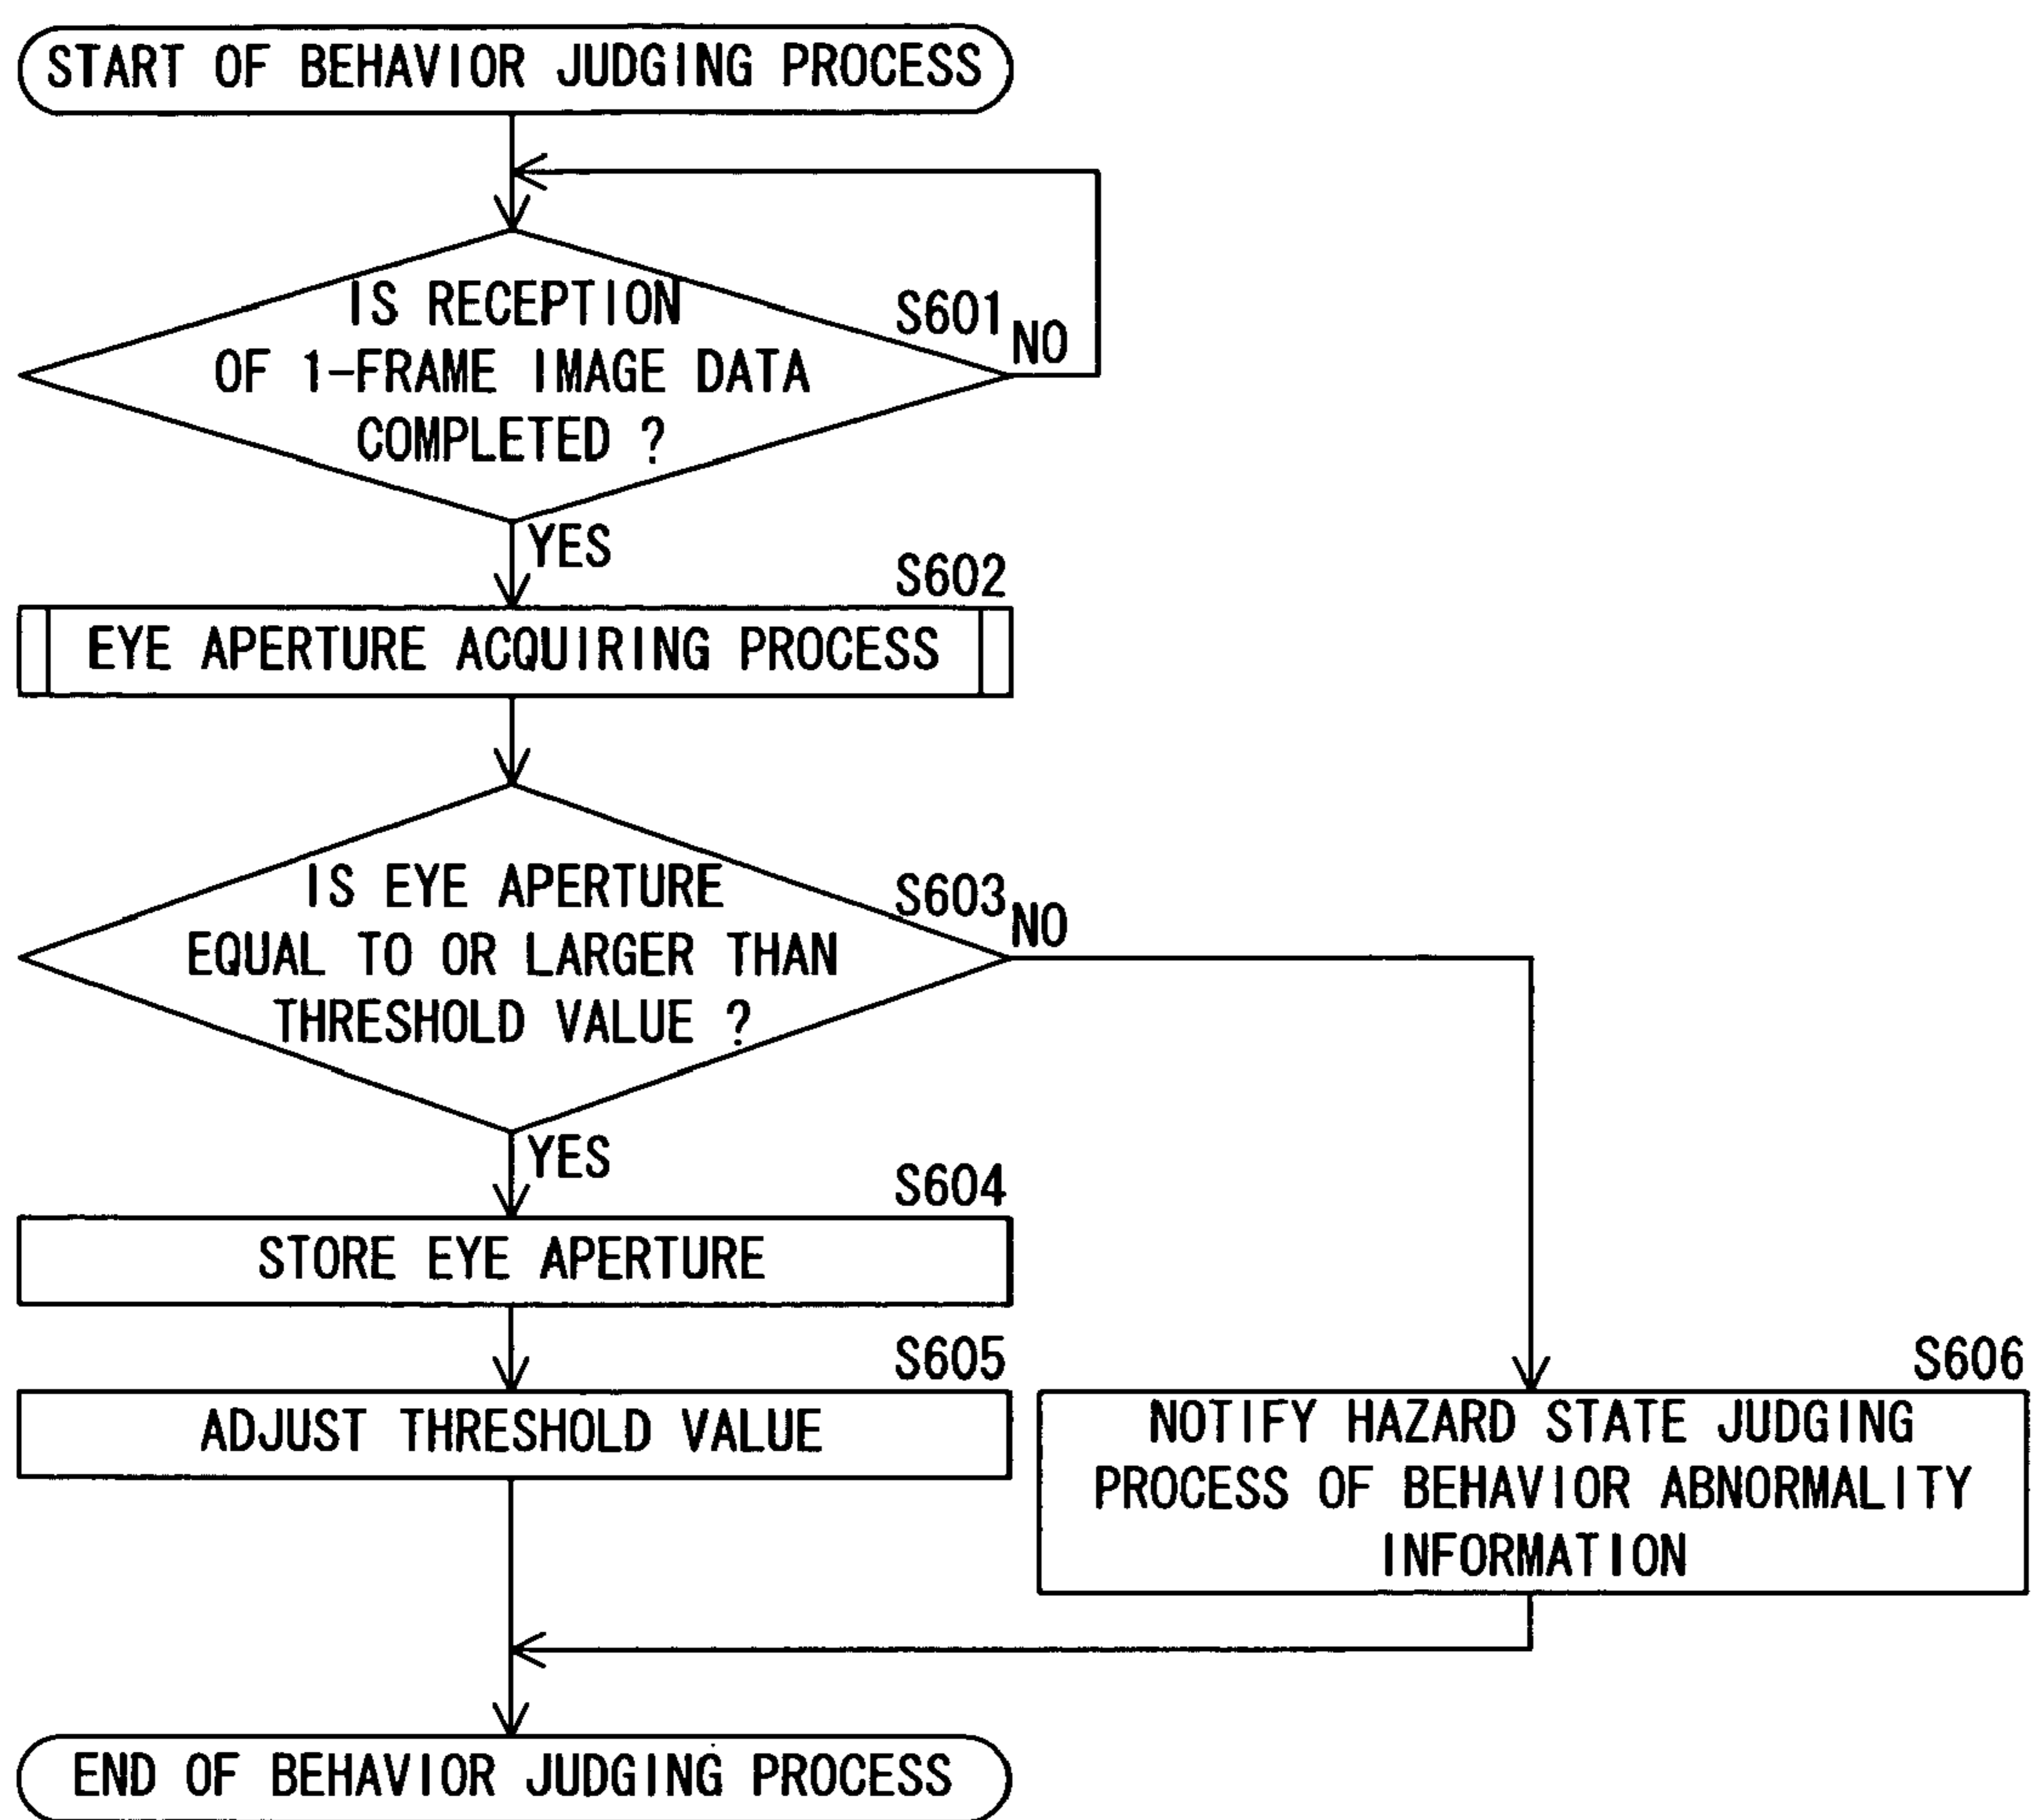 START OF BEHAVIOR JUDGING PROCESS
IS RECEPTION
OF 1-FRAME IMAGE DATA
COMPLETED ?
S601
NO
YES
S602
EYE APERTURE ACQUIRING PROCESS
IS EYE APERTURE
EQUAL TO OR LARGER THAN
THRESHOLD VALUE ?
S603
NO
YES
S604
STORE EYE APERTURE
S605
ADJUST THRESHOLD VALUE
S606
NOTIFY HAZARD STATE JUDGING
PROCESS OF BEHAVIOR ABNORMALITY
INFORMATION
END OF BEHAVIOR JUDGING PROCESS